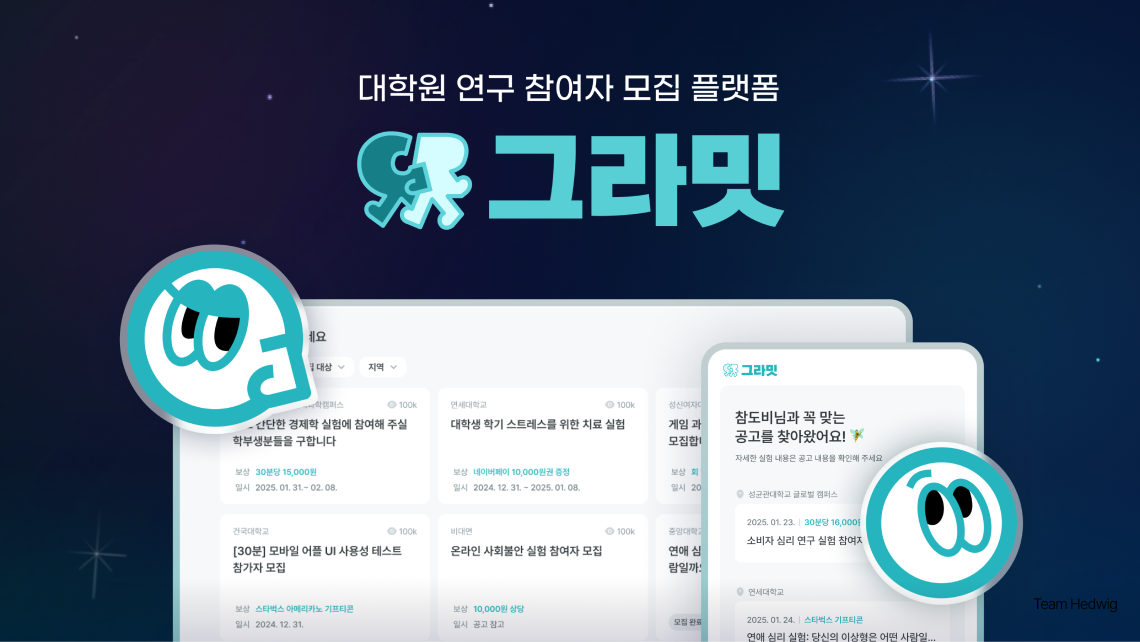 대학원 연구 참여자 모집 플랫폼
그라밋
세요
대상
지역
100k
간단한 경제학 실험에 참여해 주실
학부생분들을 구합니다
보상 30분당 15,000원
일시 2025. 01. 31.~ 02. 08.
연세대학교
100k
대학생 학기 스트레스를 위한 치료 실험
보상 네이버페이 10,000원권 증정
일시 2024. 12. 31. ~ 2025. 01. 08.
성신여자대
게임 과
모집합
보상 회
일시 20
건국대학교
100k
[30분] 모바일 어플 UI 사용성 테스트
참가자 모집
보상 스타벅스 아메리카노 기프티콘
일시 2024. 12. 31.
비대면
100k
온라인 사회불안 실험 참여자 모집
보상 10,000원 상당
일시 공고 참고
중앙대학교
연애 심
람일까
모집 완료
그라밋
참도비님과 꼭 맞는
공고를 찾아왔어요!
자세한 실험 내용은 공고 내용을 확인해 주세요
성균관대학교 글로벌 캠퍼스
2025. 01. 23. | 30분당 16,000원
소비자 심리 연구 실험 참여자
연세대학교
2025. 01. 24. | 스타벅스 기프티콘
연애 심리 실험: 당신의 이상형은 어떤 사람일...
Team Hedwig